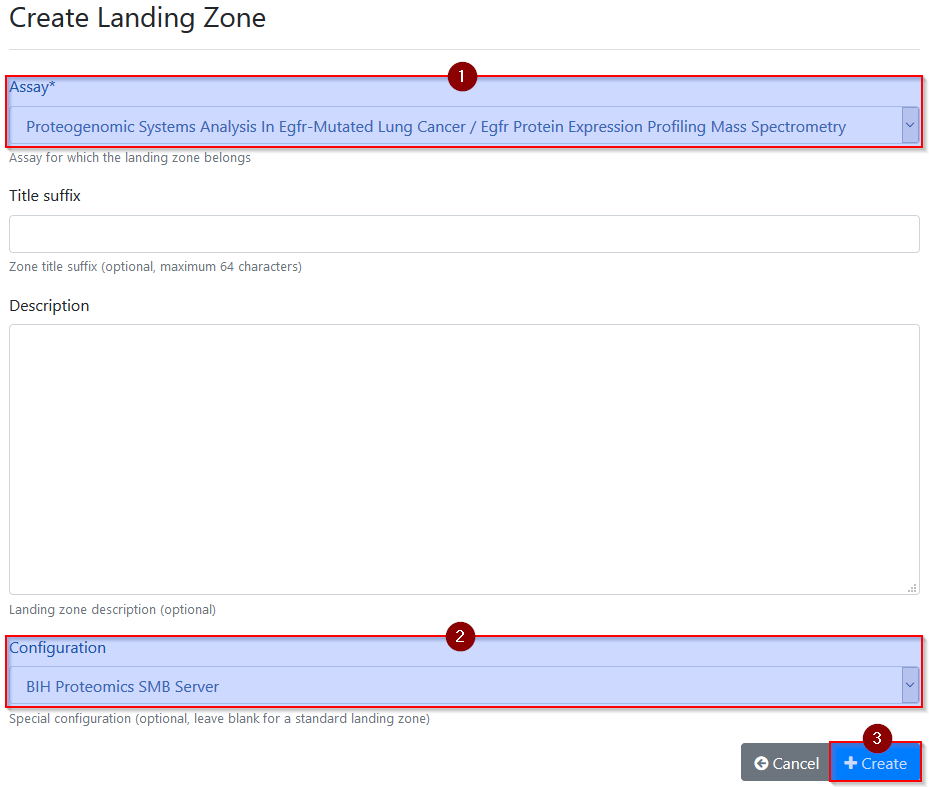 Create Landing Zone
1
Assay*
Proteogenomic Systems Analysis In Egfr-Mutated Lung Cancer / Egfr Protein Expression Profiling Mass Spectrometry
Assay for which the landing zone belongs
Title suffix
Zone title suffix (optional, maximum 64 characters)
Description
Landing zone description (optional)
2
Configuration
BIH Proteomics SMB Server
Special configuration (optional, leave blank for a standard landing zone)
3
Cancel
Create